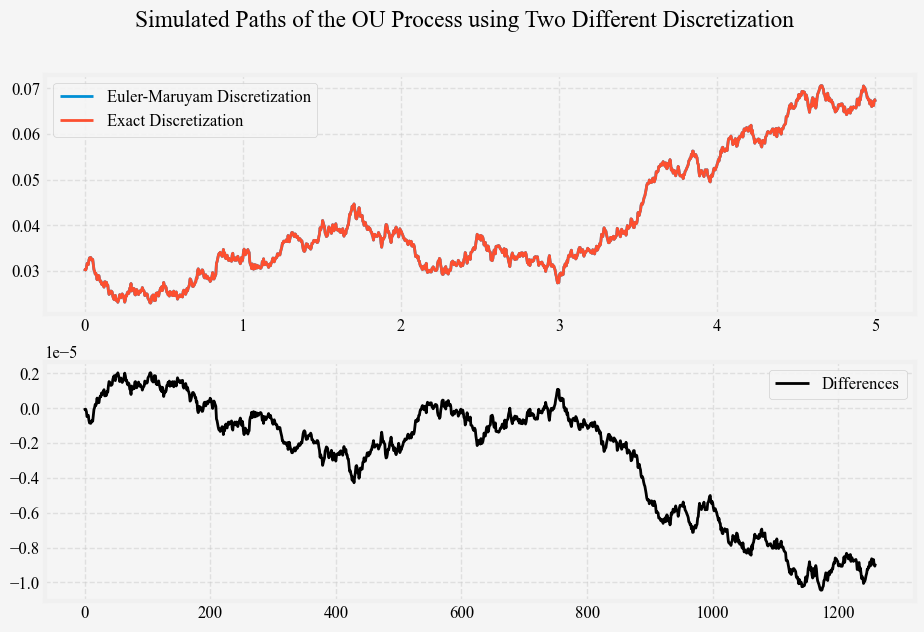 Simulated Paths of the OU Process using Two Different Discretization
Euler-Maruyam Discretization
Exact Discretization
0.07
0.06
0.05
0.04
0.03
0 1 2 3 4 5
1e−5
Differences
0.2
0.0
−0.2
−0.4
−0.6
−0.8
−1.0
0 200 400 600 800 1000 1200